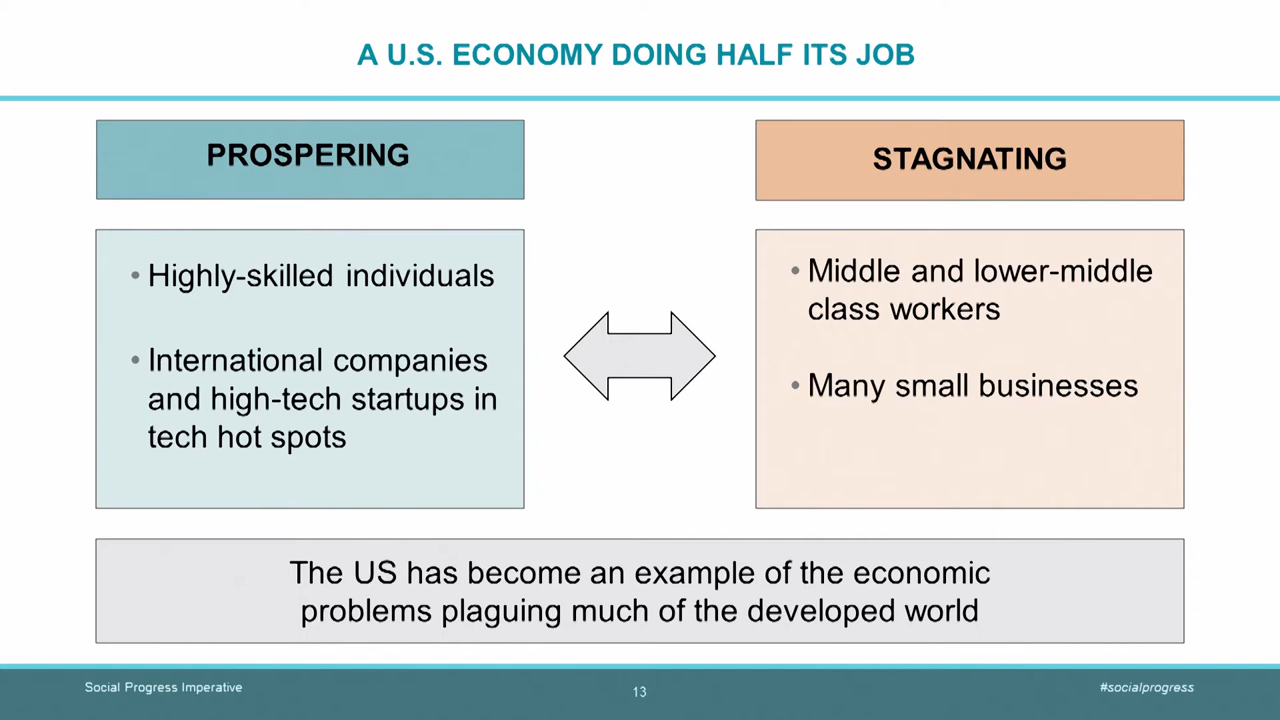 A U.S. ECONOMY DOING HALF ITS JOB
PROSPERING
• Highly-skilled individuals
• International companies
and high-tech startups in
tech hot spots
STAGNATING
• Middle and lower-middle
class workers
• Many small businesses
The US has become an example of the economic
problems plaguing much of the developed world
Social Progress Imperative
13
#socialprogress